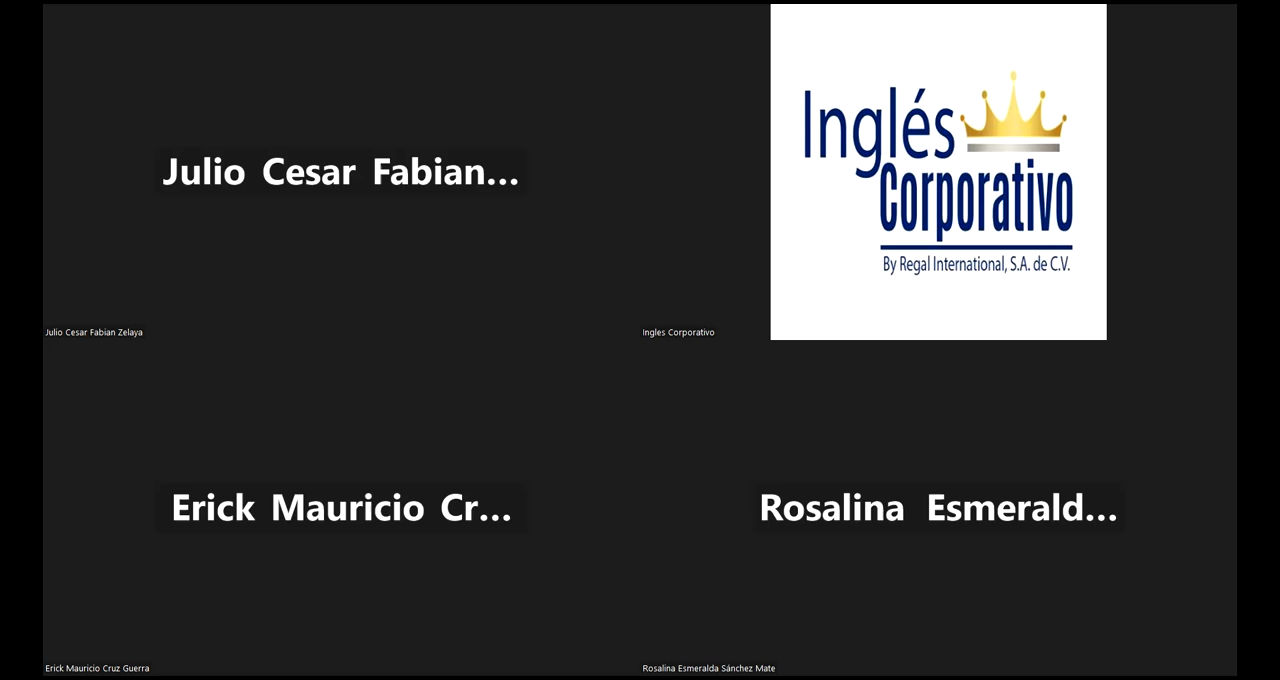 Julio Cesar Fabian...
Julio Cesar Fabian Zelaya
Inglés
Corporativo
By Regal International, S.A. de C.V.
Ingles Corporativo
Erick Mauricio Cr...
Erick Mauricio Cruz Guerra
Rosalina Esmerald...
Rosalina Esmeralda Sánchez Mate